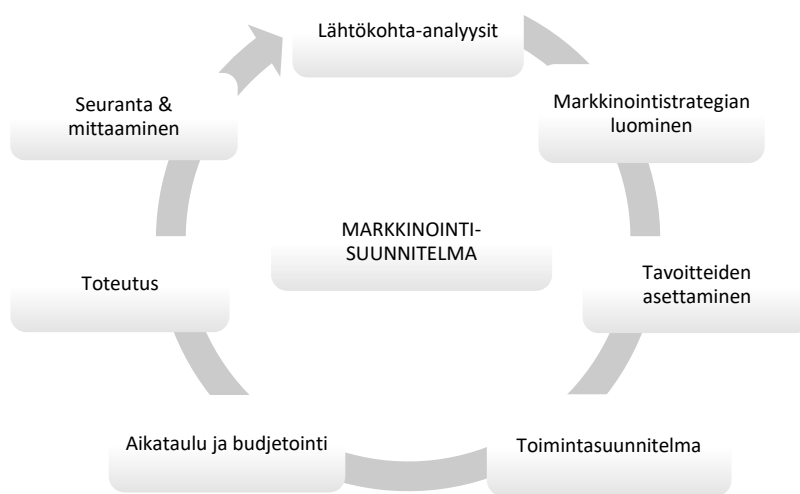 Lähtökohta-analyysit
Markkinointistrategian
luominen
Tavoitteiden
asettaminen
Toimintasuunnitelma
Aikataulu ja budjetointi
Toteutus
Seuranta &
mittaaminen
MARKKINOINTI-
SUUNNITELMA